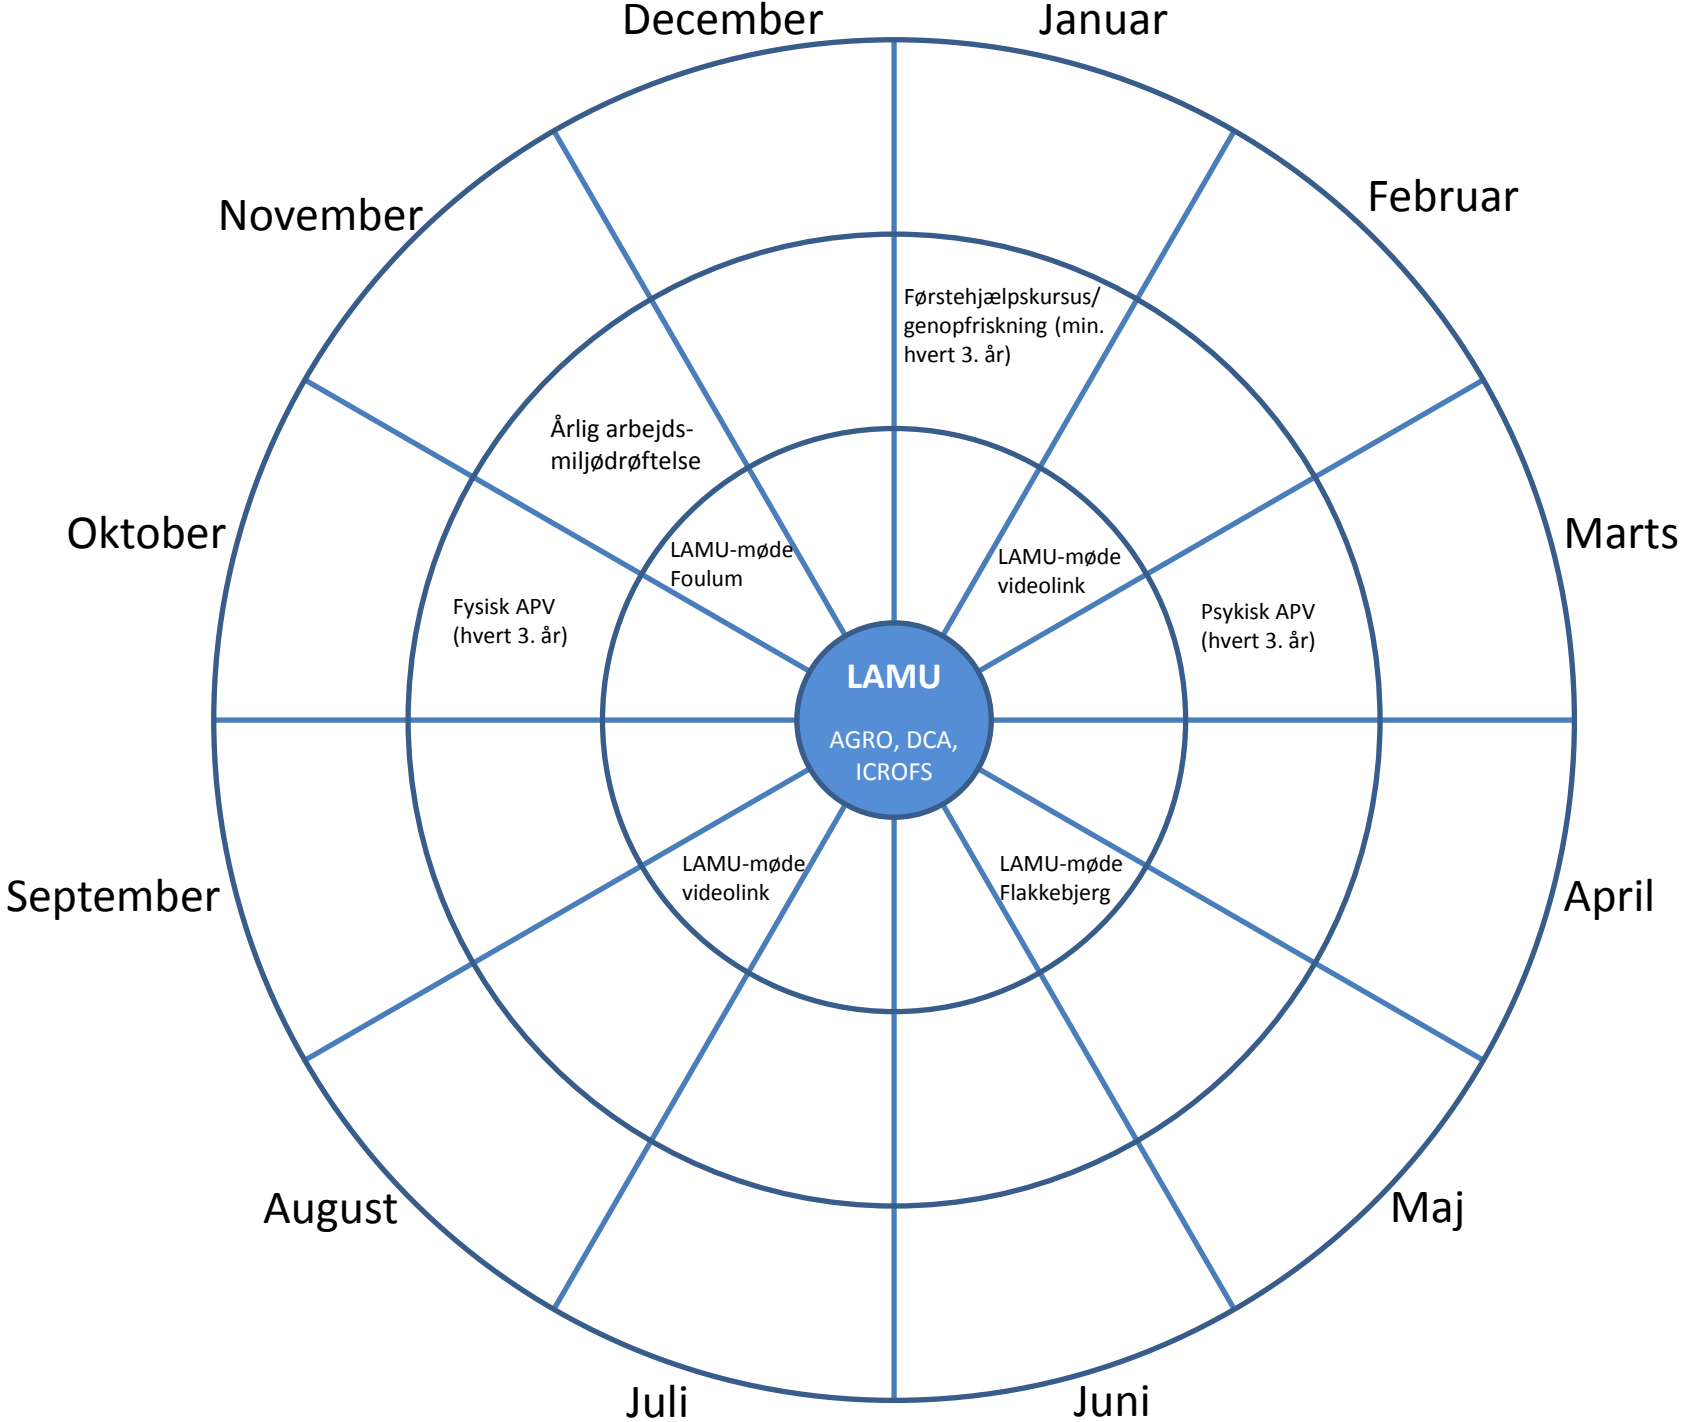 December
Januar
Februar
Marts
April
Maj
Juni
Juli
August
September
Oktober
November
Førstehjælpskursus/
genopfriskning (min.
hvert 3. år)
Årlig arbejds-
miljødrøftelse
LAMU-møde
Foulum
LAMU-møde
videolink
Fysisk APV
(hvert 3. år)
Psykisk APV
(hvert 3. år)
LAMU
AGRO, DCA,
ICROFS
LAMU-møde
videolink
LAMU-møde
Flakkebjerg